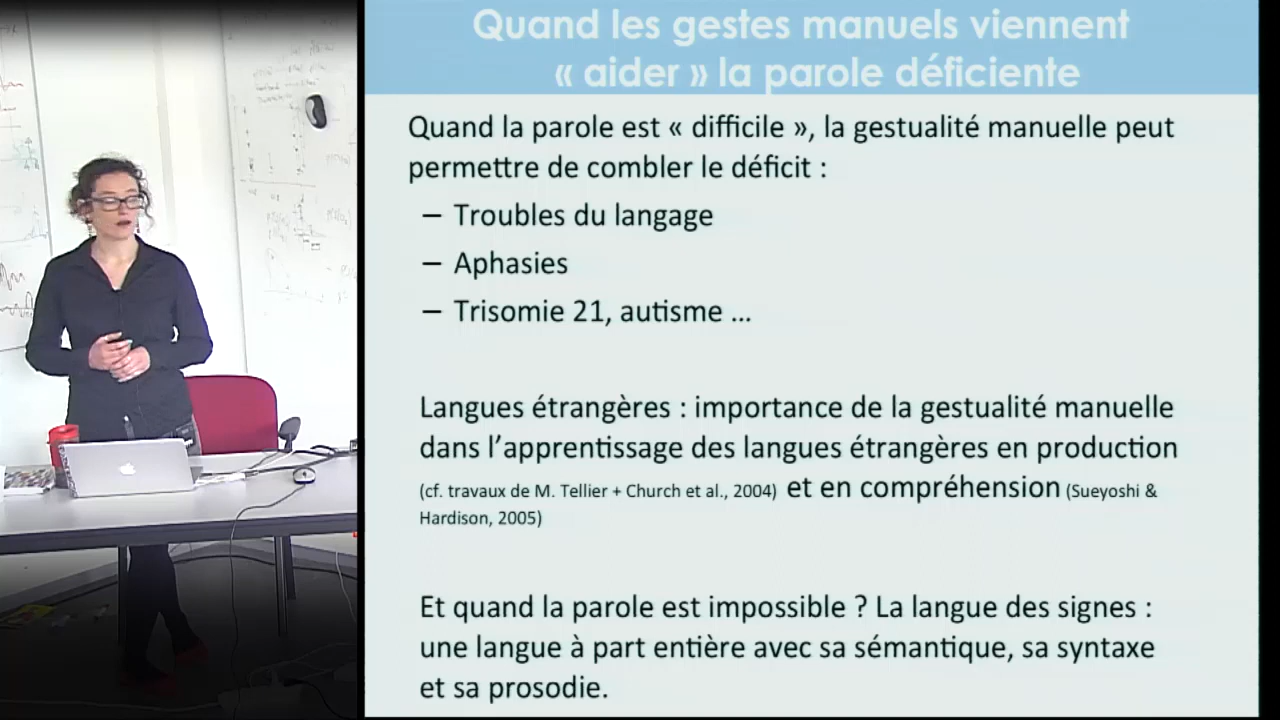 Quand les gestes manuels viennent
« aider » la parole déficiente
Quand la parole est « difficile », la gestualité manuelle peut
permettre de combler le déficit :
– Troubles du langage
– Aphasies
– Trisomie 21, autisme ...
Langues étrangères : importance de la gestualité manuelle
dans l'apprentissage des langues étrangères en production
(cf. travaux de M. Tellier + Church et al., 2004) et en compréhension (Sueyoshi &
Hardison, 2005)
Et quand la parole est impossible ? La langue des signes :
une langue à part entière avec sa sémantique, sa syntaxe
et sa prosodie.